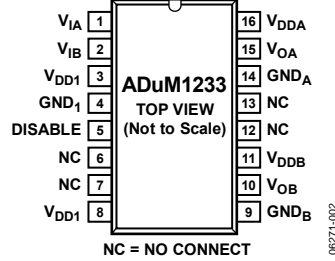 VIA 1
VIB 2
VDD1 3
GND1 4
DISABLE 5
NC 6
NC 7
VDD1 8
ADuM1233
TOP VIEW
(Not to Scale)
16 VDDA
15 VOA
14 GNDA
13 NC
12 NC
11 VDDB
10 VOB
9 GNDB
NC = NO CONNECT
06271-002